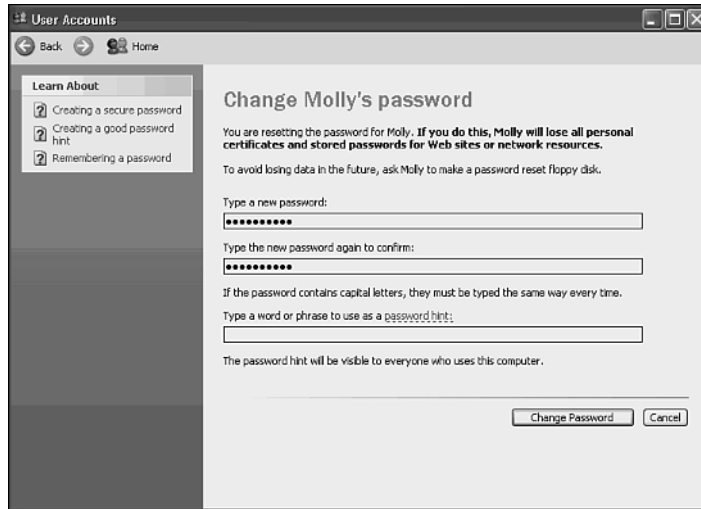 User Accounts
Back Home
Learn About
Creating a secure password
Creating a good password
hint
Remembering a password
Change Molly's password
You are resetting the password for Molly. If you do this, Molly will lose all personal
certificates and stored passwords for Web sites or network resources.
To avoid losing data in the future, ask Molly to make a password reset floppy disk.
Type a new password:
●●●●●●●●●●
Type the new password again to confirm:
●●●●●●●●●●
If the password contains capital letters, they must be typed the same way every time.
Type a word or phrase to use as a password hint:
The password hint will be visible to everyone who uses this computer.
Change Password Cancel